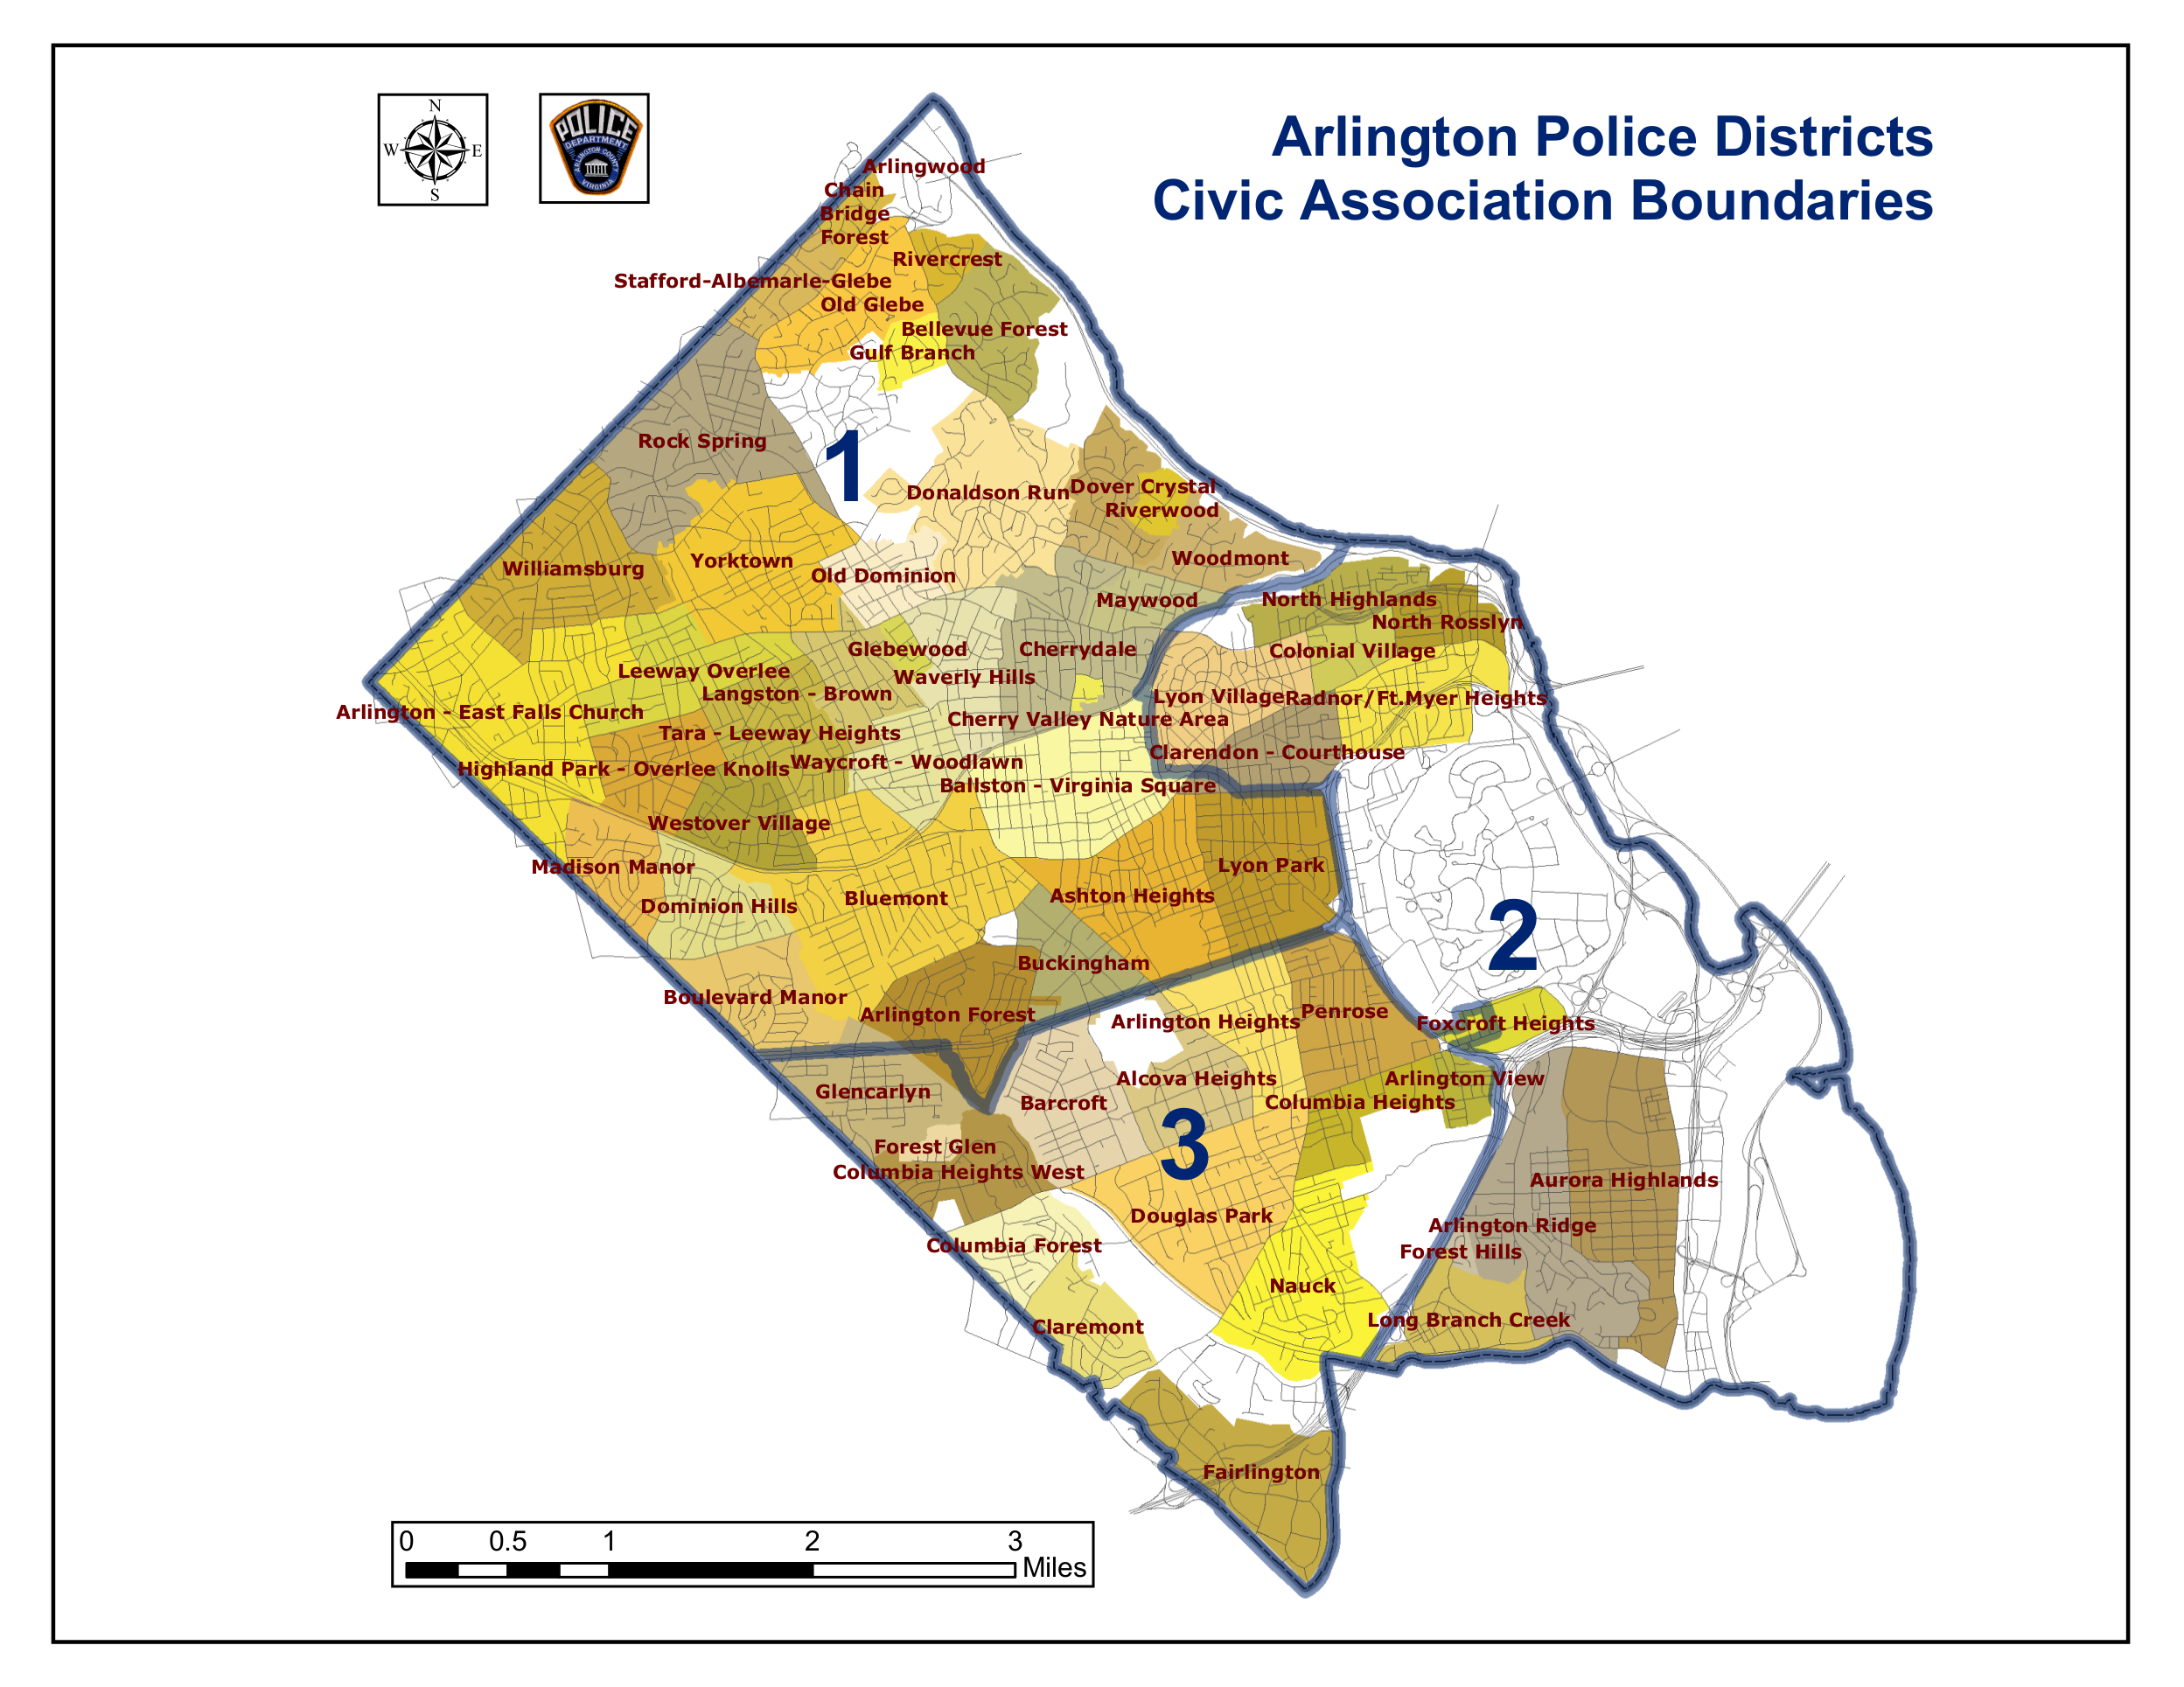 Arlington Police Districts
Civic Association Boundaries
N
W E
S
POLICE
DEPARTMENT
ARLINGTON COUNTY
VIRGINIA
Arlingwood
Chain
Bridge
Forest
Rivercrest
Stafford-Albemarle-Glebe
Old Glebe
Bellevue Forest
Gulf Branch
Rock Spring
1
Donaldson Run
Dover Crystal
Riverwood
Woodmont
Williamsburg
Yorktown
Old Dominion
Maywood
North Highlands
North Rosslyn
Glebewood
Cherrydale
Colonial Village
Leeway Overlee
Waverly Hills
Langston - Brown
Lyon Village
Radnor/Ft.Myer Heights
Arlington - East Falls Church
Cherry Valley Nature Area
Tara - Leeway Heights
Clarendon - Courthouse
Highland Park - Overlee Knolls
Waycroft - Woodlawn
Ballston - Virginia Square
Westover Village
Madison Manor
Lyon Park
Dominion Hills
Bluemont
Ashton Heights
2
Buckingham
Boulevard Manor
Arlington Forest
Arlington Heights
Penrose
Foxcroft Heights
Glencarlyn
Alcova Heights
Arlington View
Barcroft
Columbia Heights
3
Forest Glen
Columbia Heights West
Aurora Highlands
Douglas Park
Arlington Ridge
Columbia Forest
Forest Hills
Nauck
Claremont
Long Branch Creek
Fairlington
0 0.5 1 2 3
Miles